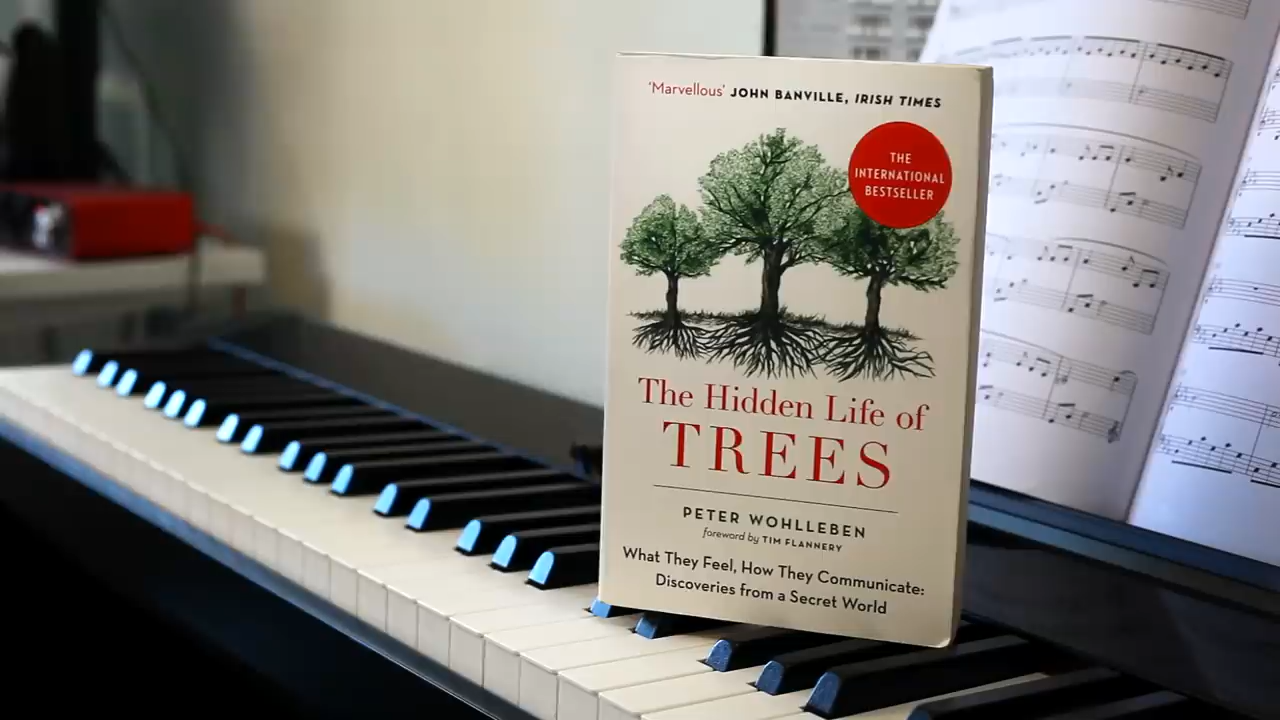 'Marvellous' JOHN BANVILLE, IRISH TIMES
THE
INTERNATIONAL
BESTSELLER
The Hidden Life of
TREES
PETER WOHLLEBEN
foreword by TIM FLANNERY
What They Feel, How They Communicate:
Discoveries from a Secret World